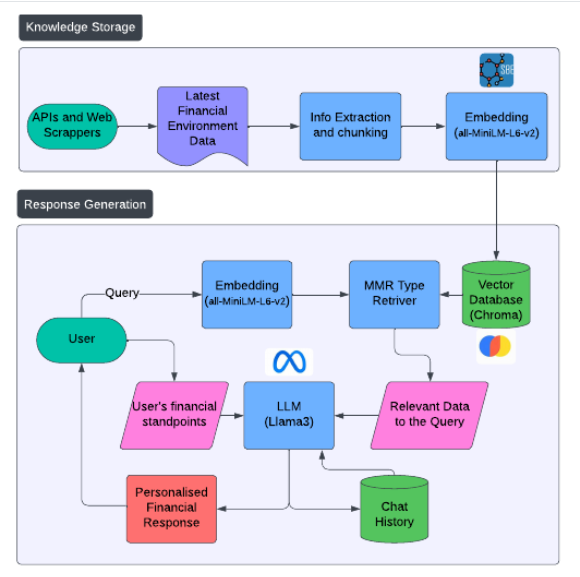 Knowledge Storage
APIs and Web
Scrappers
Latest
Financial
Environment
Data
Info Extraction
and chunking
SBE
Embedding
(all-MiniLM-L6-v2)
Response Generation
Query
Embedding
(all-MiniLM-L6-v2)
MMR Type
Retriver
Vector
Database
(Chroma)
User
User's financial
standpoints
LLM
(Llama3)
Relevant Data
to the Query
Personalised
Financial
Response
Chat
History